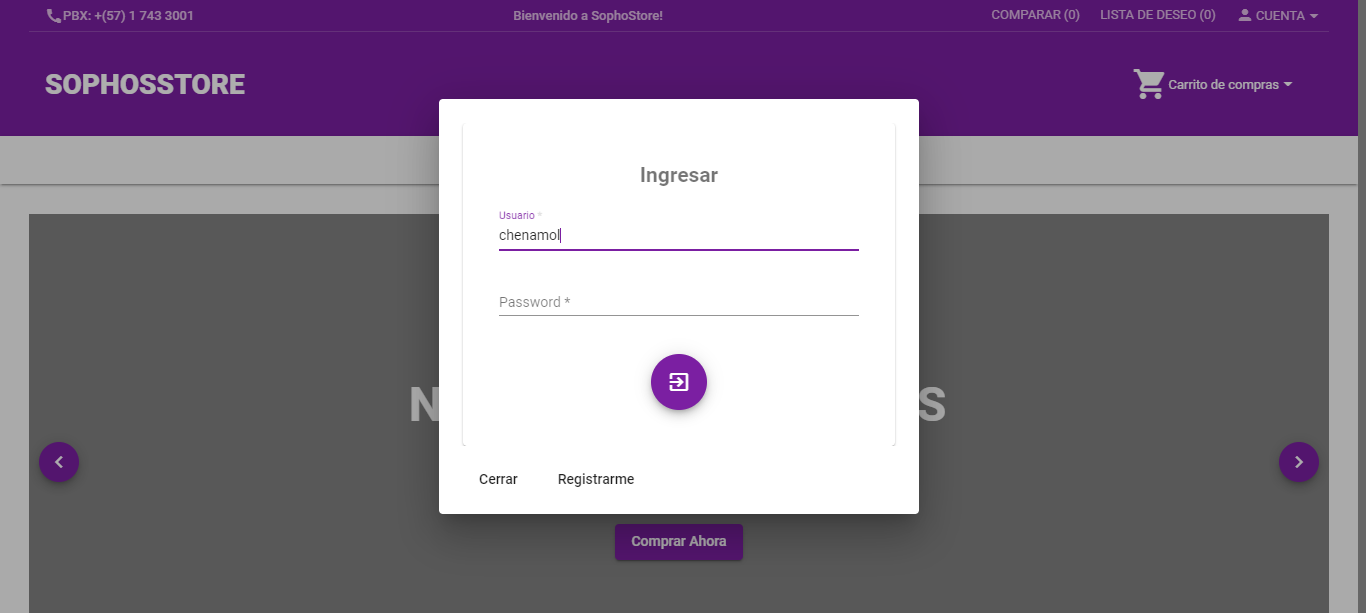 PBX: +(57) 1 743 3001
Bienvenido a SophoStore!
COMPARAR (0)
LISTA DE DESEO (0)
CUENTA
SOPHOSSTORE
Carrito de compras
Ingresar
Usuario *
chenamol
Password *
Cerrar
Registrarme
Comprar Ahora